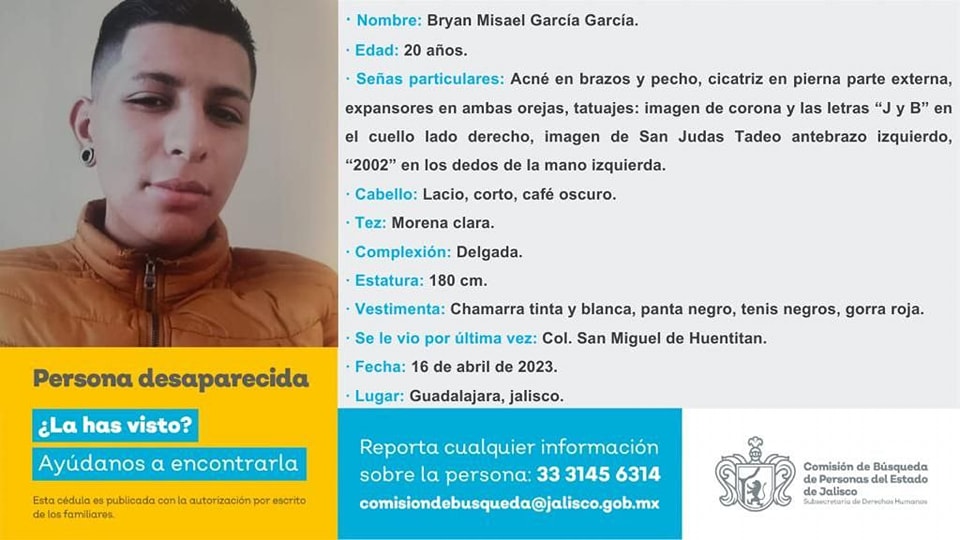 · Nombre: Bryan Misael García García.
· Edad: 20 años.
· Señas particulares: Acné en brazos y pecho, cicatriz en pierna parte externa,
expansores en ambas orejas, tatuajes: imagen de corona y las letras “J y B” en
el cuello lado derecho, imagen de San Judas Tadeo antebrazo izquierdo,
“2002” en los dedos de la mano izquierda.
· Cabello: Lacio, corto, café oscuro.
· Tez: Morena clara.
· Complexión: Delgada.
· Estatura: 180 cm.
· Vestimenta: Chamarra tinta y blanca, panta negro, tenis negros, gorra roja.
· Se le vio por última vez: Col. San Miguel de Huentitan.
· Fecha: 16 de abril de 2023.
· Lugar: Guadalajara, jalisco.
Persona desaparecida
¿La has visto?
Ayúdanos a encontrarla
Esta cédula es publicada con la autorización por escrito
de los familiares.
Reporta cualquier información
sobre la persona: 33 3145 6314
comisiondebusqueda@jalisco.gob.mx
Comisión de Búsqueda
de Personas del Estado
de Jalisco
Subsecretaría de Derechos Humanos